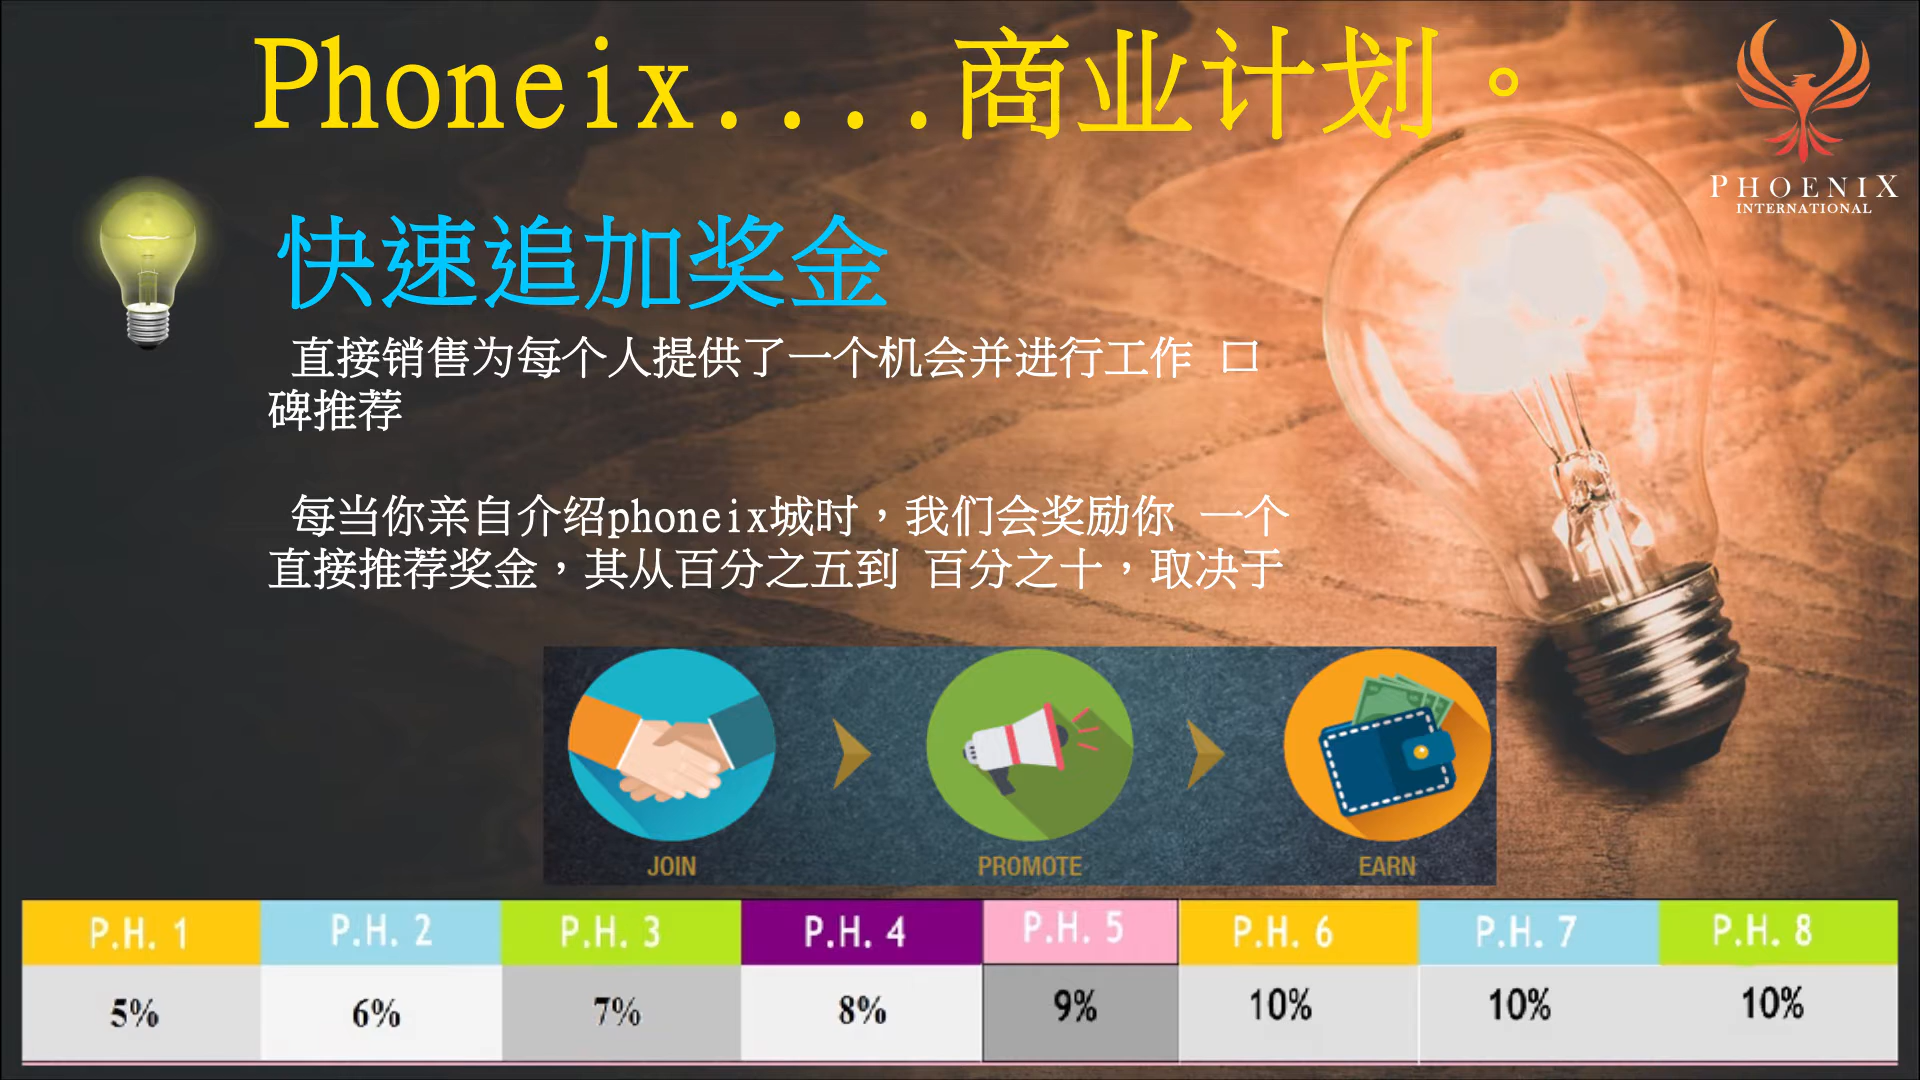 Phoneix....商业计划。
PHOENIX
INTERNATIONAL
快速追加奖金
直接销售为每个人提供了一个机会并进行工作 口
碑推荐
每当你亲自介绍phoneix城时，我们会奖励你 一个
直接推荐奖金，其从百分之五到 百分之十，取决于
JOIN PROMOTE EARN
P.H. 1 P.H. 2 P.H. 3 P.H. 4 P.H. 5 P.H. 6 P.H. 7 P.H. 8
5% 6% 7% 8% 9% 10% 10% 10%